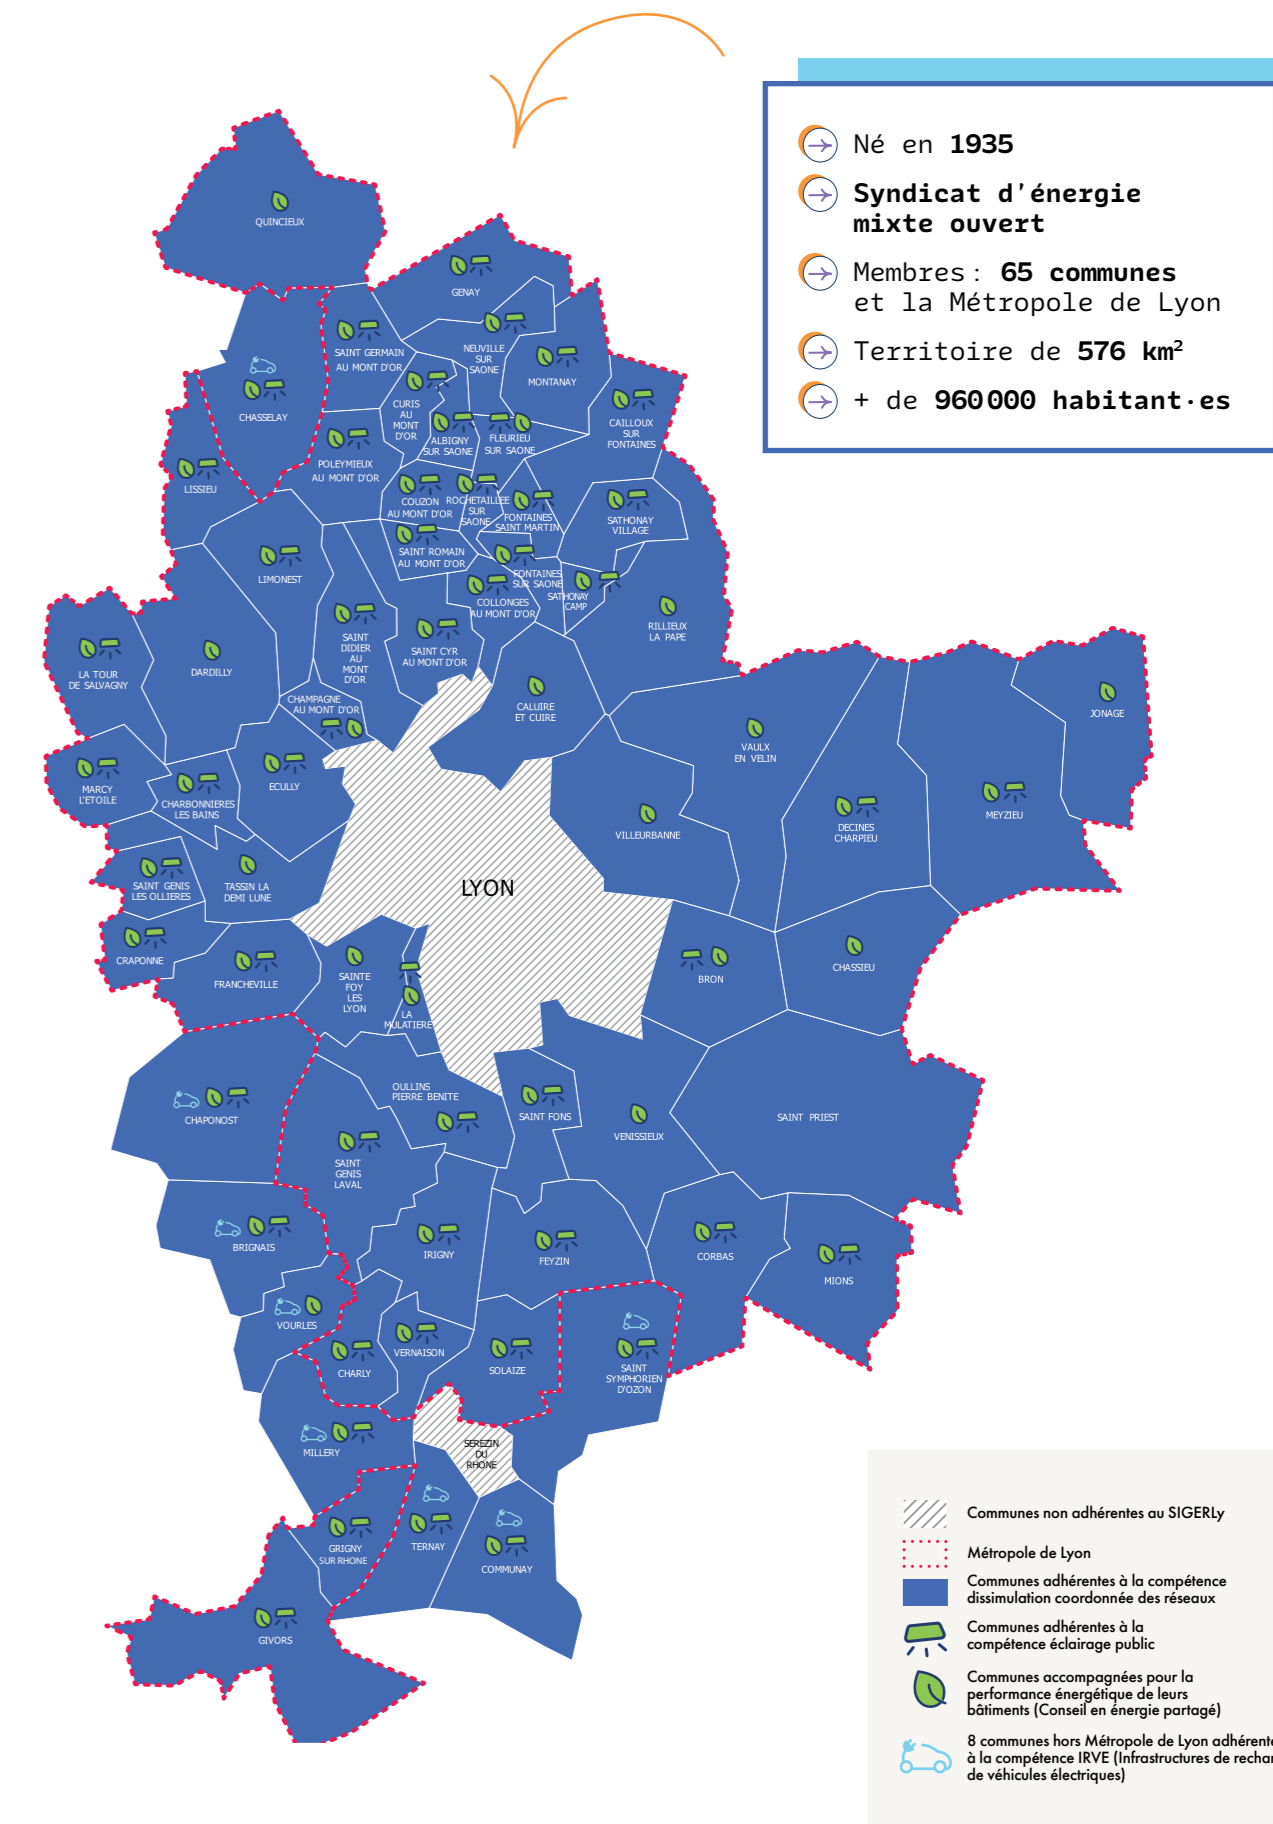 Né en 1935
Syndicat d'énergie
mixte ouvert
Membres : 65 communes
et la Métropole de Lyon
Territoire de 576 km²
+ de 960 000 habitant·es
QUINCIEUX
GENAY
SAINT GERMAIN
AU MONT D'OR
NEUVILLE
SUR
SAONE
MONTANAY
CHASSELAY
CURIS
AU
MONT
D'OR
CAILLOUX
SUR
FONTAINES
ALBIGNY
SUR SAONE
FLEURIEU
SUR SAONE
POLEYMIEUX
AU MONT D'OR
LISSIEU
COUZON
AU MONT D'OR
ROCHETAILLEE
SUR
SAONE
FONTAINES
SAINT MARTIN
SATHONAY
VILLAGE
SAINT ROMAIN
AU MONT D'OR
LIMONEST
FONTAINES
SUR SAONE
SATHONAY
CAMP
COLLONGES
AU MONT D'OR
RILLIEUX
LA PAPE
SAINT
DIDIER
AU
MONT
D'OR
SAINT CYR
AU MONT D'OR
LA TOUR
DE SALVAGNY
DARDILLY
CHAMPAGNE
AU MONT D'OR
CALUIRE
ET CUIRE
JONAGE
VAULX
EN VELIN
MARCY
L'ETOILE
CHARBONNIERES
LES BAINS
ECULLY
VILLEURBANNE
DECINES
CHARPIEU
MEYZIEU
SAINT GENIS
LES OLLIERES
TASSIN LA
DEMI LUNE
LYON
CRAPONNE
FRANCHEVILLE
SAINTE
FOY
LES
LYON
LA
MULATIERE
BRON
CHASSIEU
CHAPONOST
OULLINS
PIERRE BENITE
SAINT FONS
VENISSIEUX
SAINT PRIEST
SAINT
GENIS
LAVAL
BRIGNAIS
IRIGNY
FEYZIN
CORBAS
MIONS
VOURLES
CHARLY
VERNAISON
SOLAIZE
SAINT
SYMPHORIEN
D'OZON
MILLERY
SEREZIN
DU
RHONE
GRIGNY
SUR RHONE
TERNAY
COMMUNAY
GIVORS
Communes non adhérentes au SIGERLy
Métropole de Lyon
Communes adhérentes à la compétence
dissimulation coordonnée des réseaux
Communes adhérentes à la
compétence éclairage public
Communes accompagnées pour la
performance énergétique de leurs
bâtiments (Conseil en énergie partagé)
8 communes hors Métropole de Lyon adhérente
à la compétence IRVE (Infrastructures de rechar
de véhicules électriques)